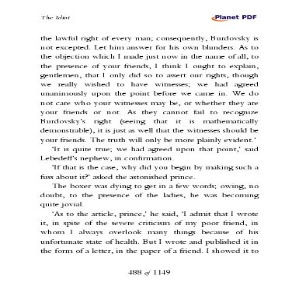 The Idiot
Planet PDF
the lawful right of every man; consequently, Burdovsky is
not excepted. Let him answer for his own blunders. As to
the objection which I made just now in the name of all, to
the presence of your friends, I think I ought to explain,
gentlemen, that I only did so to assert our rights, though
we really wished to have witnesses; we had agreed
unanimously upon the point before we came in. We do
not care who your witnesses may be, or whether they are
your friends or not. As they cannot fail to recognize
Burdovsky's right (seeing that it is mathematically
demonstrable), it is just as well that the witnesses should be
your friends. The truth will only be more plainly evident.'
'It is quite true; we had agreed upon that point,' said
Lebedeff's nephew, in confirmation.
'If that is the case, why did you begin by making such a
fuss about it?' asked the astonished prince.
The boxer was dying to get in a few words; owing, no
doubt, to the presence of the ladies, he was becoming
quite jovial.
'As to the article, prince,' he said, 'I admit that I wrote
it, in spite of the severe criticism of my poor friend, in
whom I always overlook many things because of his
unfortunate state of health. But I wrote and published it in
the form of a letter, in the paper of a friend. I showed it to
488 of 1149